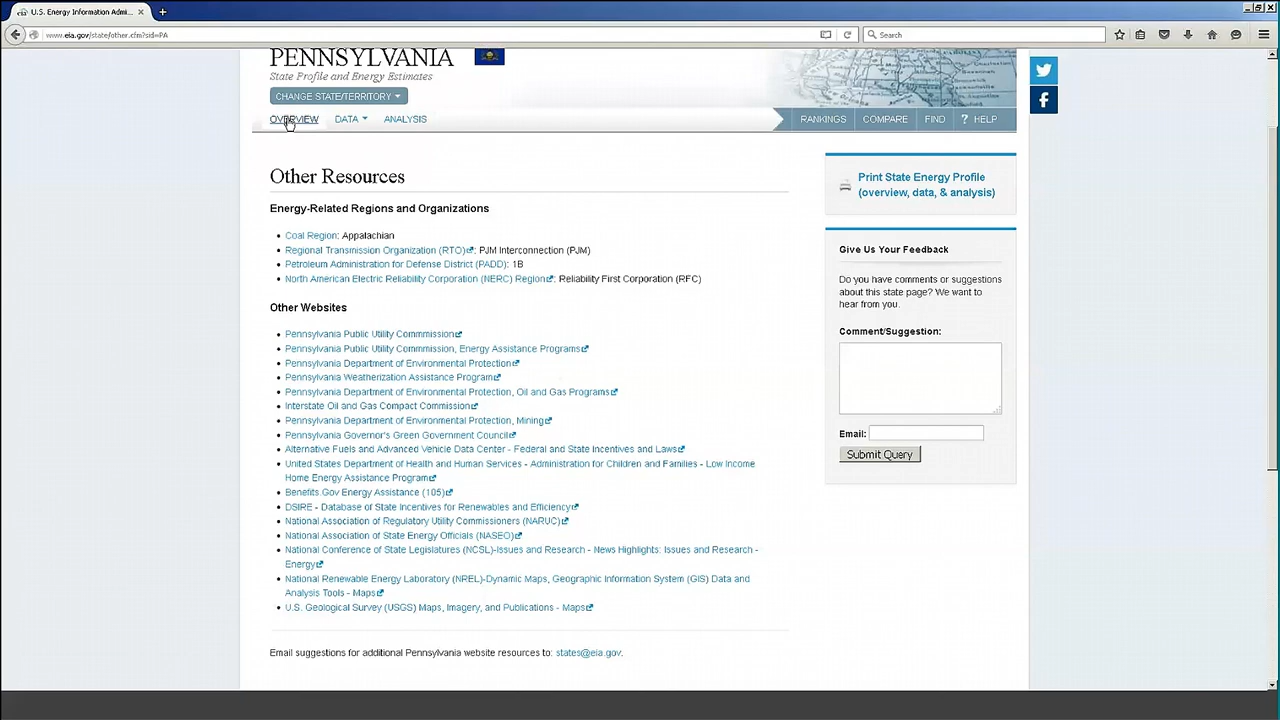 U.S. Energy Information Admi...
www.eia.gov/state/other.cfm?sid=PA
Search
PENNSYLVANIA
State Profile and Energy Estimates
CHANGE STATE/TERRITORY
OVERVIEW DATA ANALYSIS RANKINGS COMPARE FIND ? HELP
Other Resources
Energy-Related Regions and Organizations
Coal Region: Appalachian
Regional Transmission Organization (RTO): PJM Interconnection (PJM)
Petroleum Administration for Defense District (PADD): 1B
North American Electric Reliability Corporation (NERC) Region: Reliability First Corporation (RFC)
Other Websites
Pennsylvania Public Utility Commmission
Pennsylvania Public Utility Commmission, Energy Assistance Programs
Pennsylvania Department of Environmental Protection
Pennsylvania Weatherization Assistance Program
Pennsylvania Department of Environmental Protection, Oil and Gas Programs
Interstate Oil and Gas Compact Commission
Pennsylvania Department of Environmental Protection, Mining
Pennsylvania Governor's Green Government Council
Alternative Fuels and Advanced Vehicle Data Center - Federal and State Incentives and Laws
United States Department of Health and Human Services - Administration for Children and Families - Low Income
Home Energy Assistance Program
Benefits.Gov Energy Assistance (105)
DSIRE - Database of State Incentives for Renewables and Efficiency
National Association of Regulatory Utility Commissioners (NARUC)
National Association of State Energy Officials (NASEO)
National Conference of State Legislatures (NCSL)-Issues and Research - News Highlights: Issues and Research -
Energy
National Renewable Energy Laboratory (NREL)-Dynamic Maps, Geographic Information System (GIS) Data and
Analysis Tools - Maps
U.S. Geological Survey (USGS) Maps, Imagery, and Publications - Maps
Email suggestions for additional Pennsylvania website resources to: states@eia.gov.
Print State Energy Profile
(overview, data, & analysis)
Give Us Your Feedback
Do you have comments or suggestions
about this state page? We want to
hear from you.
Comment/Suggestion:
Email:
Submit Query